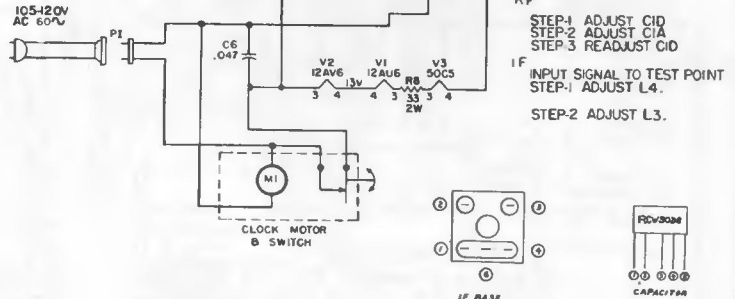 105-120V
AC 60~
P1
C6
.047
V2
12AV6
3 4
13V
V1
12AU6
4 3
R8
33
2W
V3
50C5
3 4
M1
CLOCK MOTOR
& SWITCH
STEP-1 ADJUST C1D
STEP-2 ADJUST C1A
STEP-3 READJUST C1D
IF
INPUT SIGNAL TO TEST POINT
STEP-1 ADJUST L4.
STEP-2 ADJUST L3.
2
3
1
4
6
IF BASE
CAPACITOR